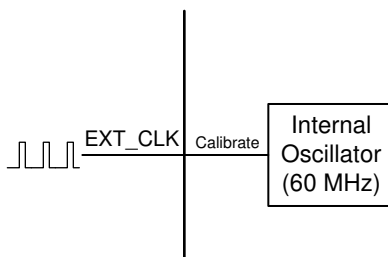 EXT_CLK
Calibrate
Internal
Oscillator
(60 MHz)